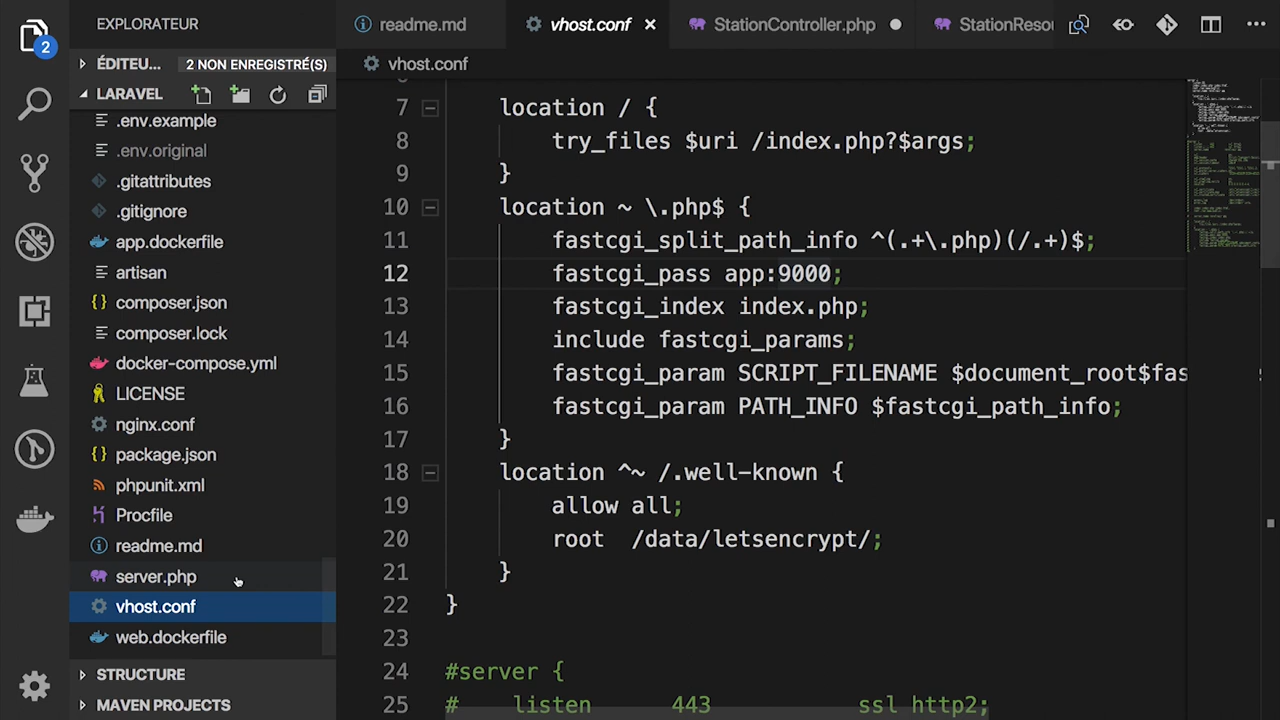 2
EXPLORATEUR
ÉDITEU... 2 NON ENREGISTRÉ(S)
LARAVEL
.env.example
.env.original
.gitattributes
.gitignore
app.dockerfile
artisan
composer.json
composer.lock
docker-compose.yml
LICENSE
nginx.conf
package.json
phpunit.xml
Procfile
readme.md
server.php
vhost.conf
web.dockerfile
STRUCTURE
MAVEN PROJECTS
readme.md vhost.conf StationController.php StationResou
vhost.conf
7 location / {
8 try_files $uri /index.php?$args;
9 }
10 location ~ \.php$ {
11 fastcgi_split_path_info ^(.+\.php)(/.+)$;
12 fastcgi_pass app:9000;
13 fastcgi_index index.php;
14 include fastcgi_params;
15 fastcgi_param SCRIPT_FILENAME $document_root$fas
16 fastcgi_param PATH_INFO $fastcgi_path_info;
17 }
18 location ^~ /.well-known {
19 allow all;
20 root /data/letsencrypt/;
21 }
22 }
23
24 #server {
25 # listen 443 ssl http2;